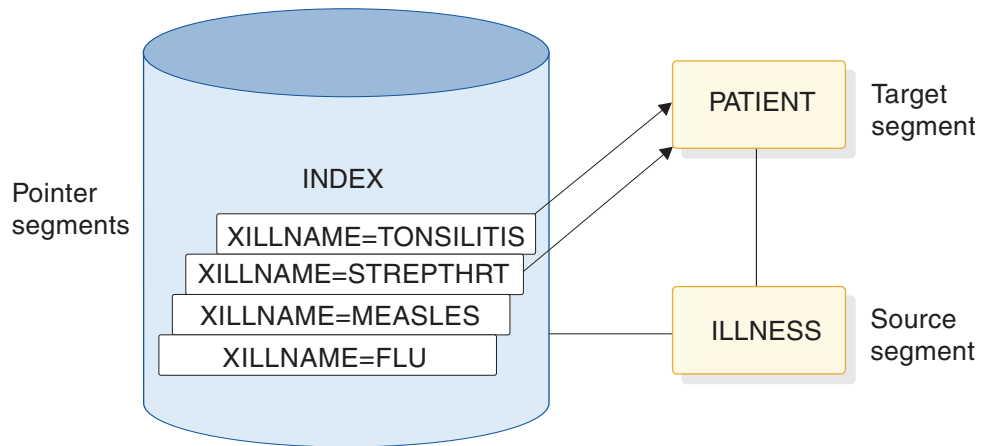 Pointer
segments
INDEX
XILLNAME=TONSILITIS
XILLNAME=STREPTHRT
XILLNAME=MEASLES
XILLNAME=FLU
PATIENT
Target
segment
ILLNESS
Source
segment